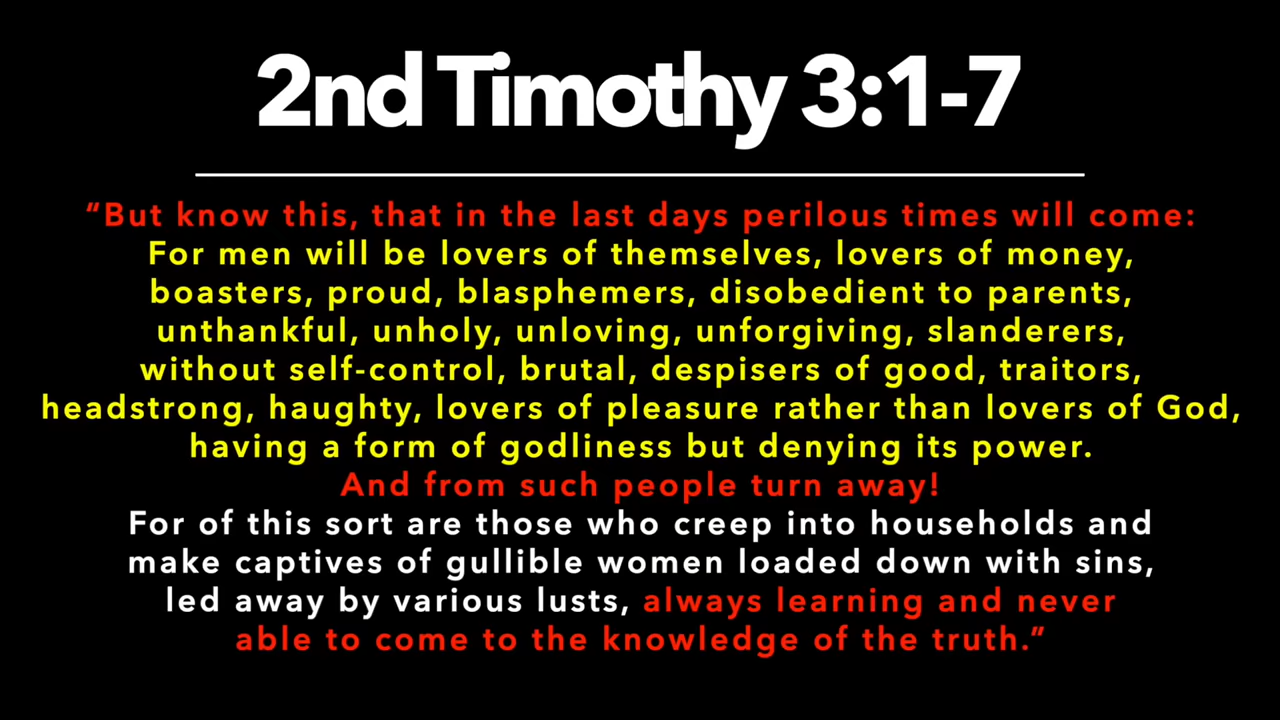 2nd Timothy 3:1-7
“But know this, that in the last days perilous times will come:
For men will be lovers of themselves, lovers of money,
boasters, proud, blasphemers, disobedient to parents,
unthankful, unholy, unloving, unforgiving, slanderers,
without self-control, brutal, despisers of good, traitors,
headstrong, haughty, lovers of pleasure rather than lovers of God,
having a form of godliness but denying its power.
And from such people turn away!
For of this sort are those who creep into households and
make captives of gullible women loaded down with sins,
led away by various lusts, always learning and never
able to come to the knowledge of the truth.”